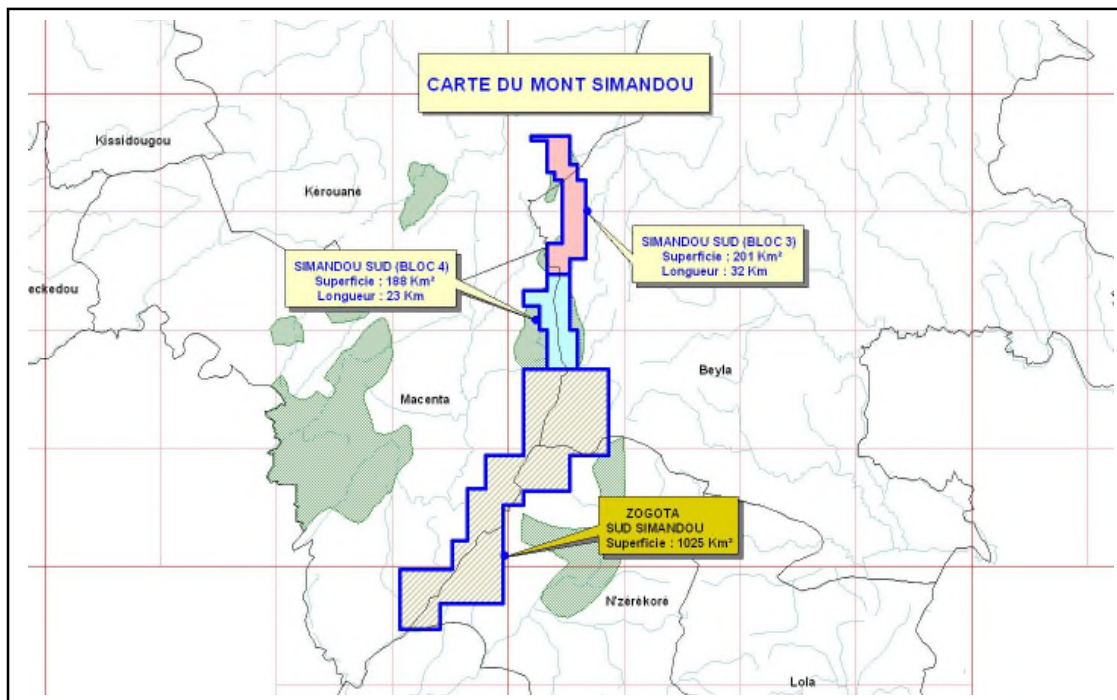 CARTE DU MONT SIMANDOU
Kissidougou
Kérouané
SIMANDOU SUD (BLOC 3)
Superficie : 201 Km²
Longueur : 32 Km
SIMANDOU SUD (BLOC 4)
Superficie : 188 Km²
Longueur : 23 Km
eckedou
Beyla
Macenta
ZOGOTA
SUD SIMANDOU
Superficie : 1025 Km²
N'zérékoré
Lola